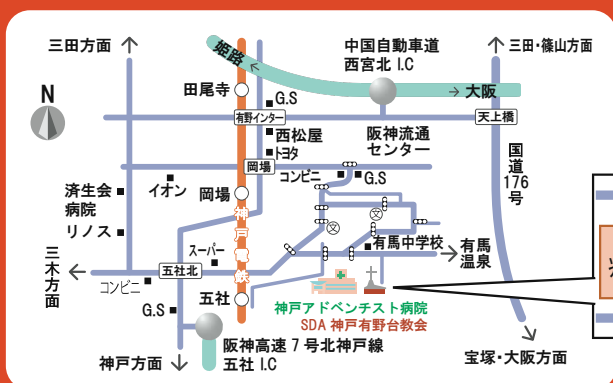 三田方面
中国自動車道
西宮北 I.C
三田・篠山方面
姫路
大阪
N
田尾寺
G.S
有野インター
天上橋
西松屋
阪神流通
センター
トヨタ
岡場
コンビニ
G.S
国道176号
イオン
済生会
病院
岡場
リノス
神戸電鉄
文
文
有馬中学校
有馬
温泉
三木方面
スーパー
五社北
コンビニ
G.S
五社
神戸アドベンチスト病院
SDA 神戸有野台教会
阪神高速 7 号北神戸線
五社 I.C
神戸方面
宝塚・大阪方面